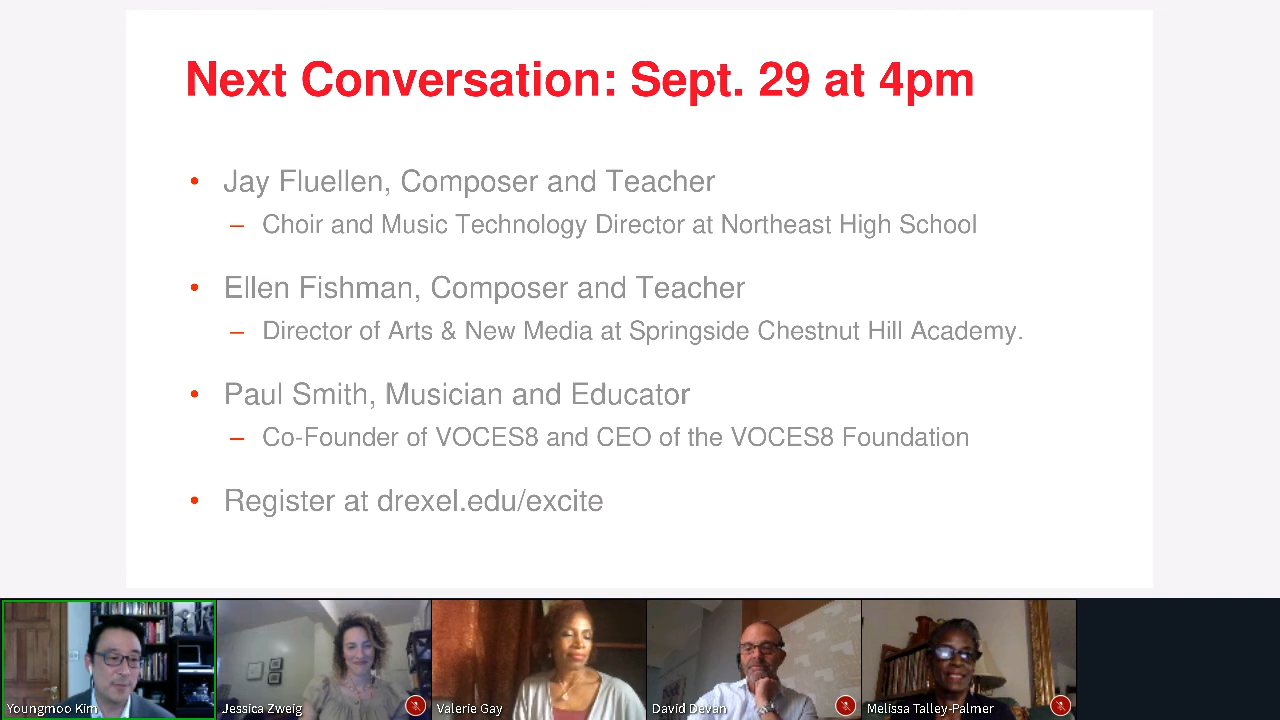 Next Conversation: Sept. 29 at 4pm
• Jay Fluellen, Composer and Teacher
– Choir and Music Technology Director at Northeast High School
• Ellen Fishman, Composer and Teacher
– Director of Arts & New Media at Springside Chestnut Hill Academy.
• Paul Smith, Musician and Educator
– Co-Founder of VOCES8 and CEO of the VOCES8 Foundation
• Register at drexel.edu/excite
Youngmoo Kim
Jessica Zweig
Valerie Gay
David Devan
Melissa Talley-Palmer